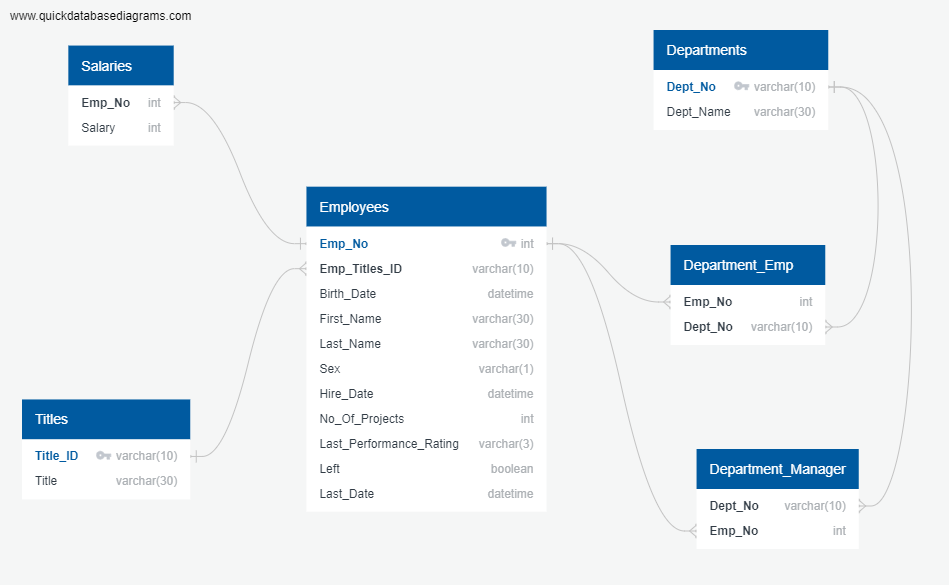 www.quickdatabasediagrams.com
Salaries
Emp_No int
Salary int
Departments
Dept_No varchar(10)
Dept_Name varchar(30)
Employees
Emp_No int
Emp_Titles_ID varchar(10)
Birth_Date datetime
First_Name varchar(30)
Last_Name varchar(30)
Sex varchar(1)
Hire_Date datetime
No_Of_Projects int
Last_Performance_Rating varchar(3)
Left boolean
Last_Date datetime
Department_Emp
Emp_No int
Dept_No varchar(10)
Titles
Title_ID varchar(10)
Title varchar(30)
Department_Manager
Dept_No varchar(10)
Emp_No int